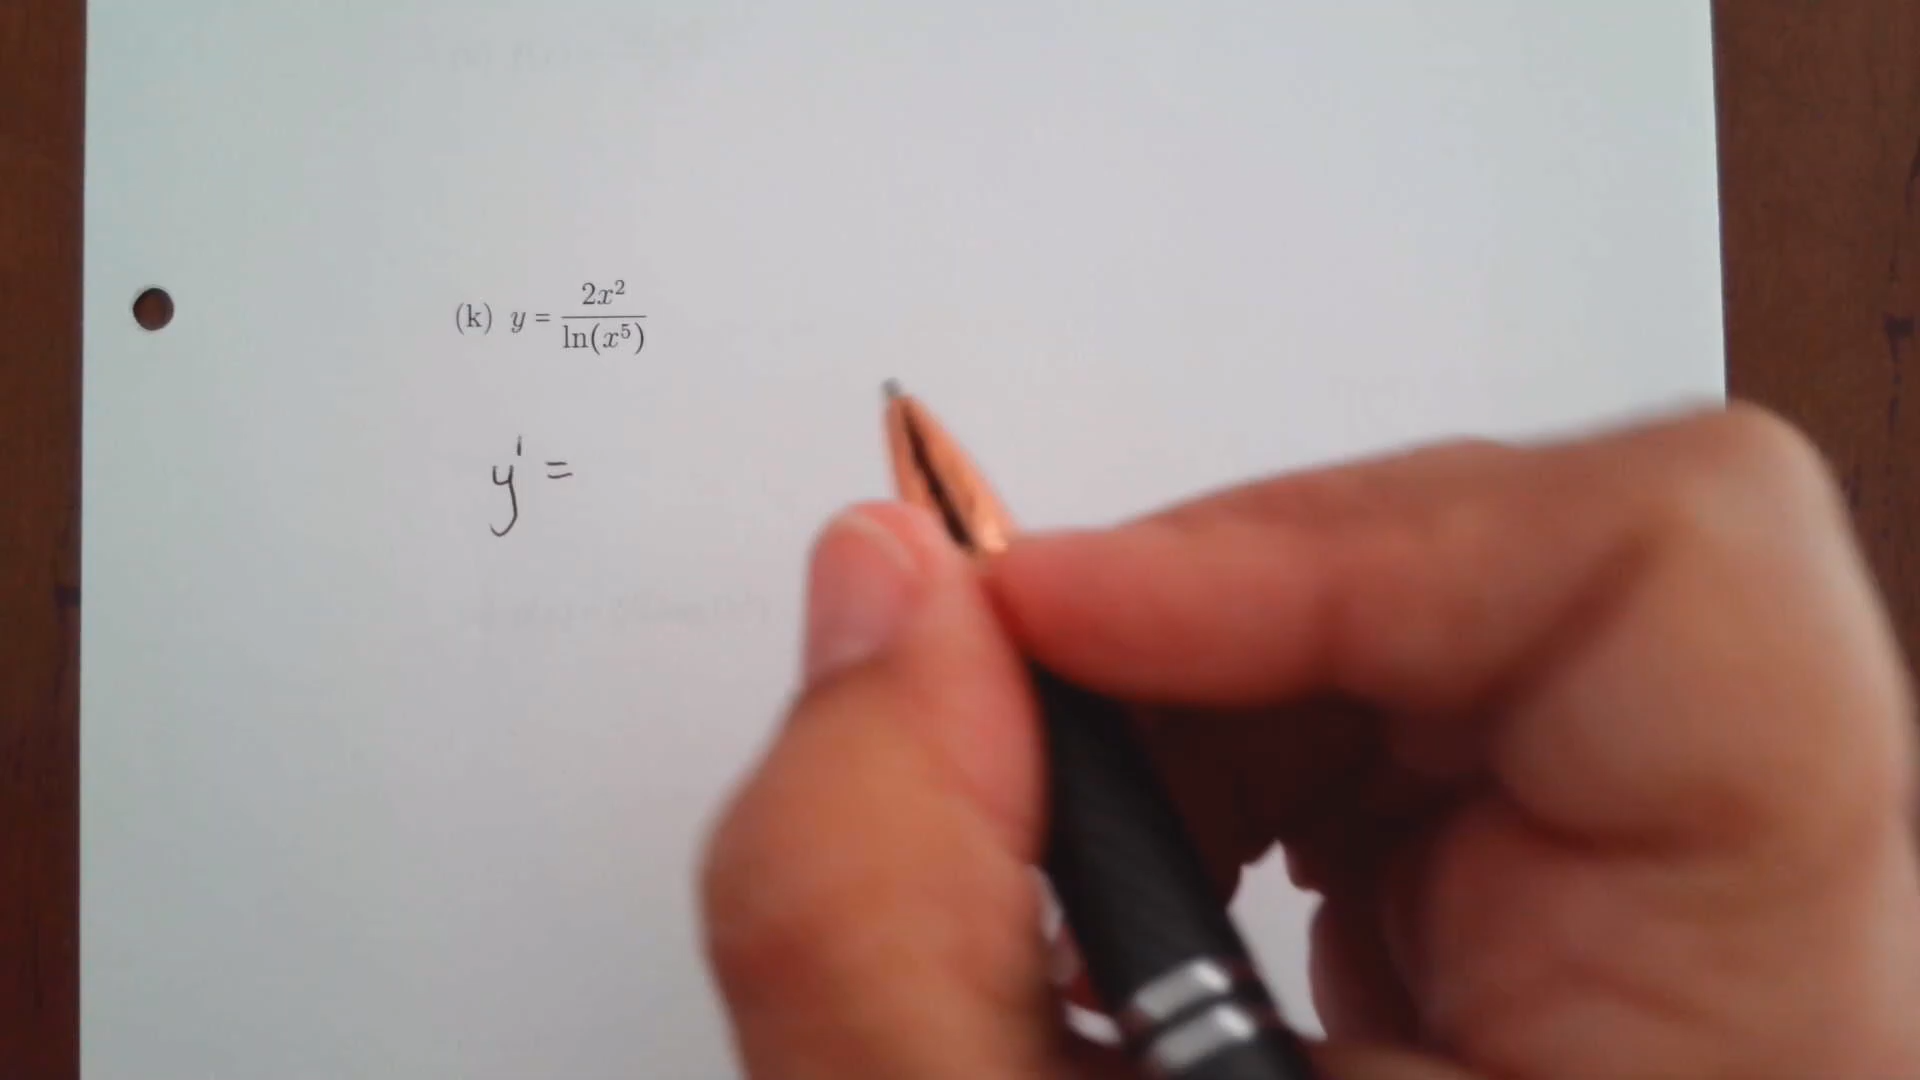 (k) y = 2x² / ln(x⁵)
y' =